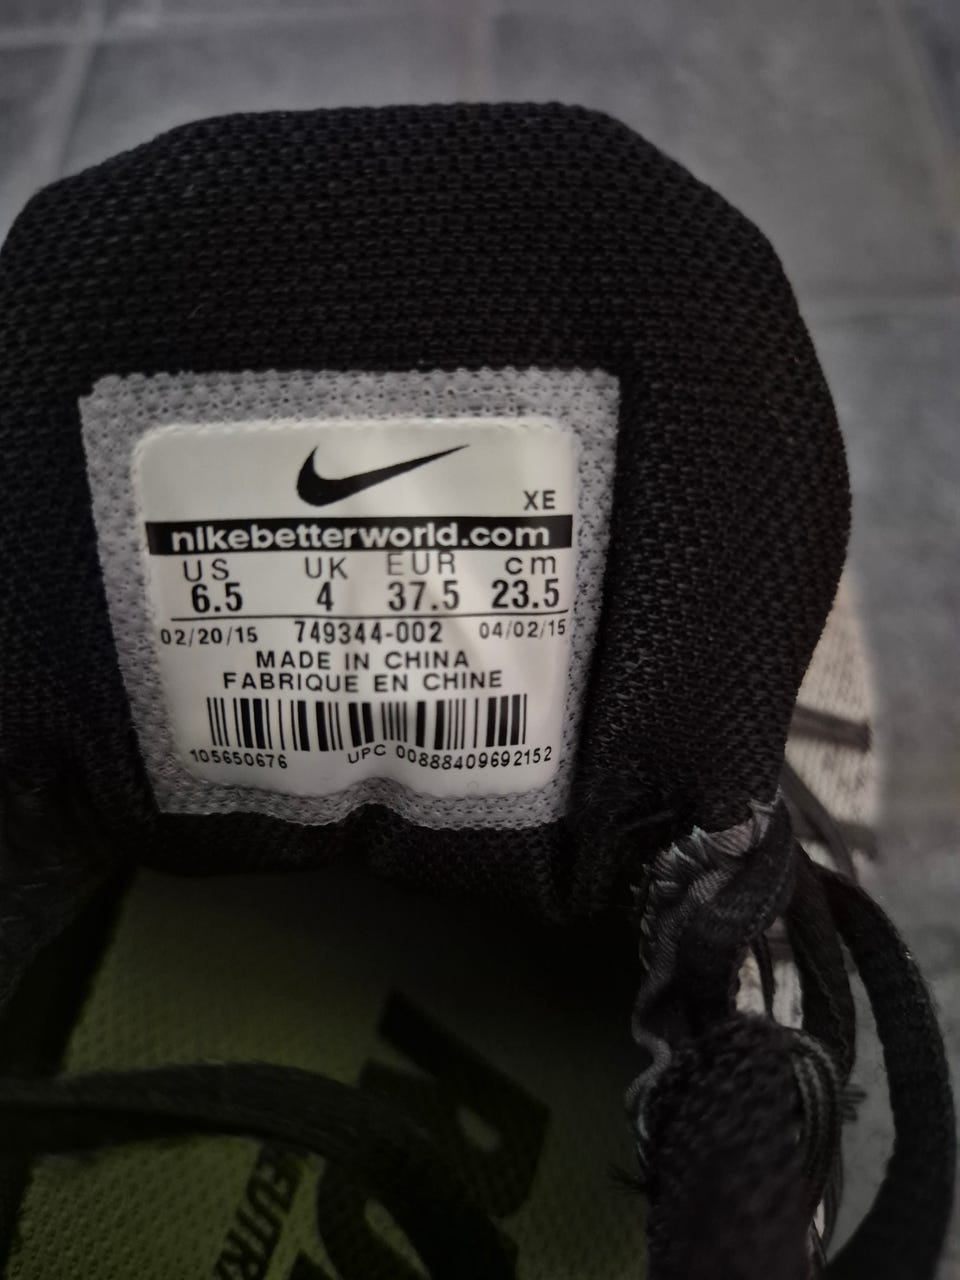 XE
nikebetterworld.com
US UK EUR cm
6.5 4 37.5 23.5
02/20/15 749344-002 04/02/15
MADE IN CHINA
FABRIQUE EN CHINE
105650676 UPC 00888409692152